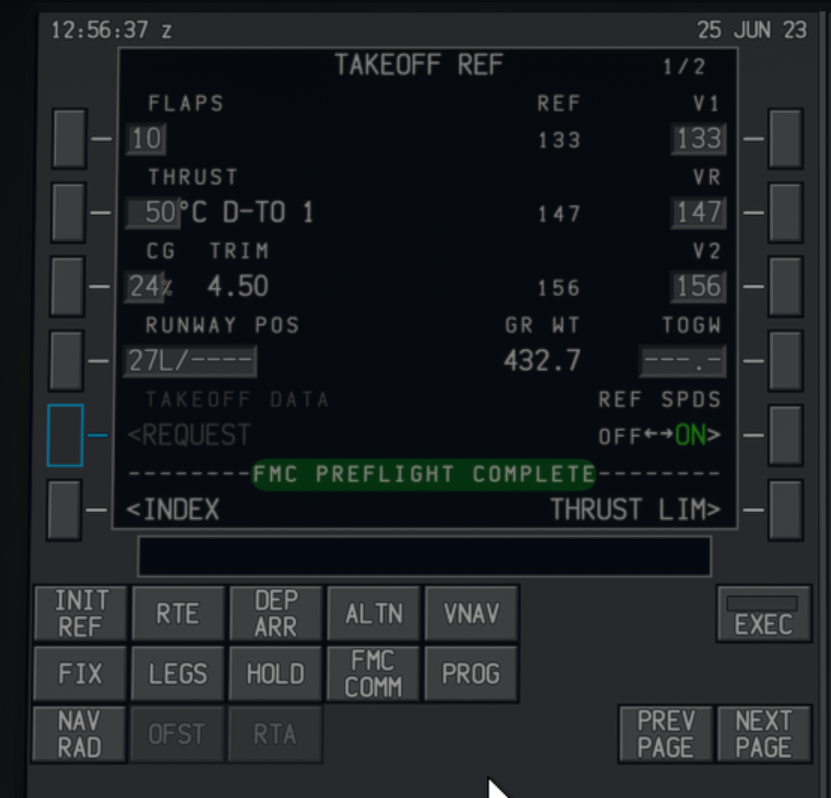 12:56:37 z 25 JUN 23
TAKEOFF REF 1/2
FLAPS REF V1
10 133 133
THRUST VR
50°C D-TO 1 147 147
CG TRIM V2
24% 4.50 156 156
RUNWAY POS GR WT TOGW
27L/---- 432.7 ---.-
TAKEOFF DATA REF SPDS
<REQUEST OFF←→ON>
--------FMC PREFLIGHT COMPLETE--------
<INDEX THRUST LIM>
INIT REF RTE DEP ARR ALTN VNAV EXEC
FIX LEGS HOLD FMC COMM PROG
NAV RAD OFST RTA PREV PAGE NEXT PAGE